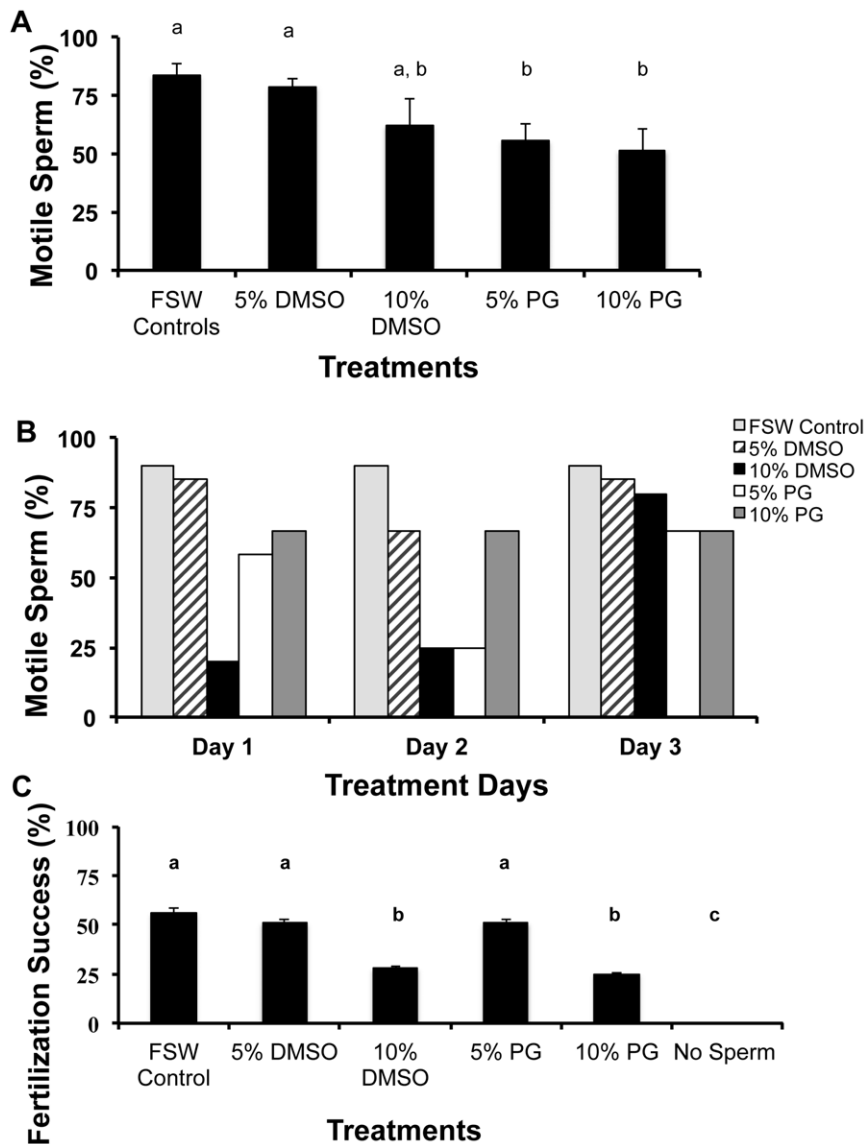 A
Motile Sperm (%)
100
75
50
25
0
a
a
a, b
b
b
FSW
Controls
5% DMSO
10%
DMSO
5% PG
10% PG
Treatments
B
Motile Sperm (%)
100
75
50
25
0
FSW Control
5% DMSO
10% DMSO
5% PG
10% PG
Day 1
Day 2
Day 3
Treatment Days
C
Fertilization Success (%)
100
75
50
25
0
a
a
b
a
b
c
FSW
Control
5% DMSO
10%
DMSO
5% PG
10% PG
No Sperm
Treatments